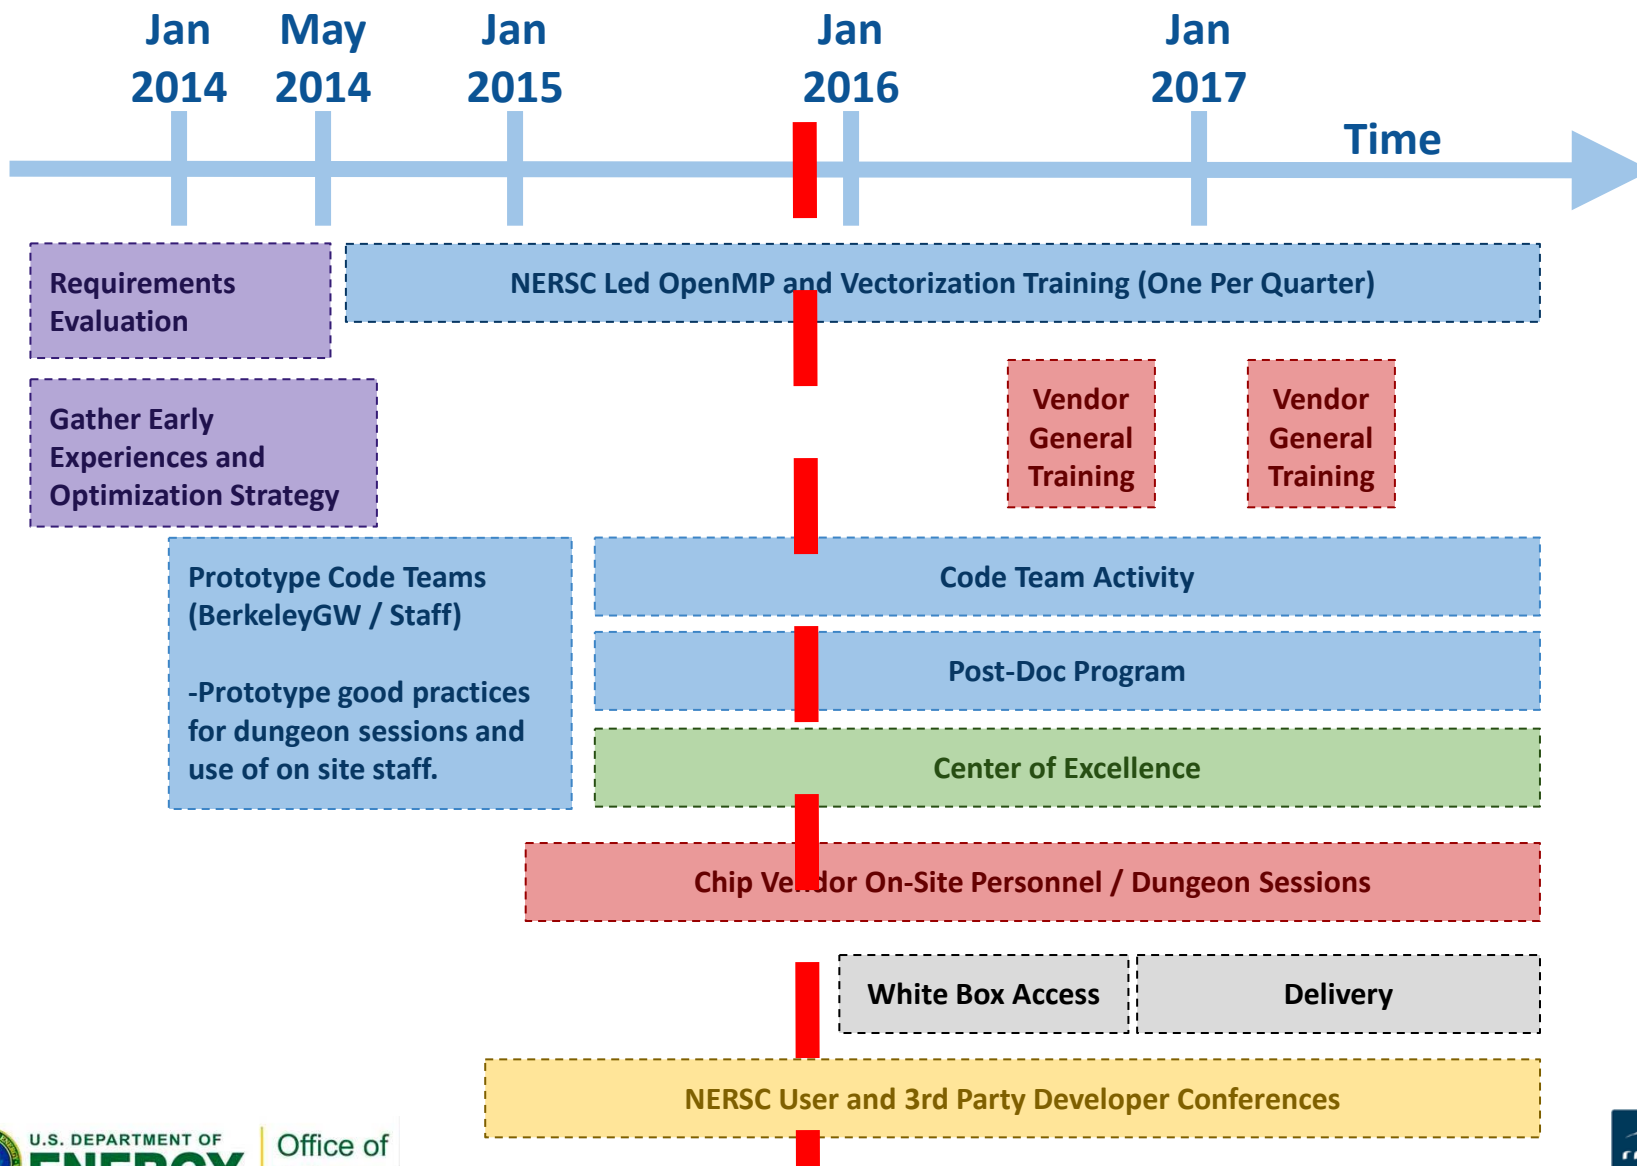 Jan
2014
May
2014
Jan
2015
Jan
2016
Jan
2017
Time
Requirements
Evaluation
NERSC Led OpenMP and Vectorization Training (One Per Quarter)
Gather Early
Experiences and
Optimization Strategy
Vendor
General
Training
Vendor
General
Training
Prototype Code Teams
(BerkeleyGW / Staff)
-Prototype good practices
for dungeon sessions and
use of on site staff.
Code Team Activity
Post-Doc Program
Center of Excellence
Chip Vendor On-Site Personnel / Dungeon Sessions
White Box Access
Delivery
NERSC User and 3rd Party Developer Conferences
U.S. DEPARTMENT OF
ENERGY
Office of